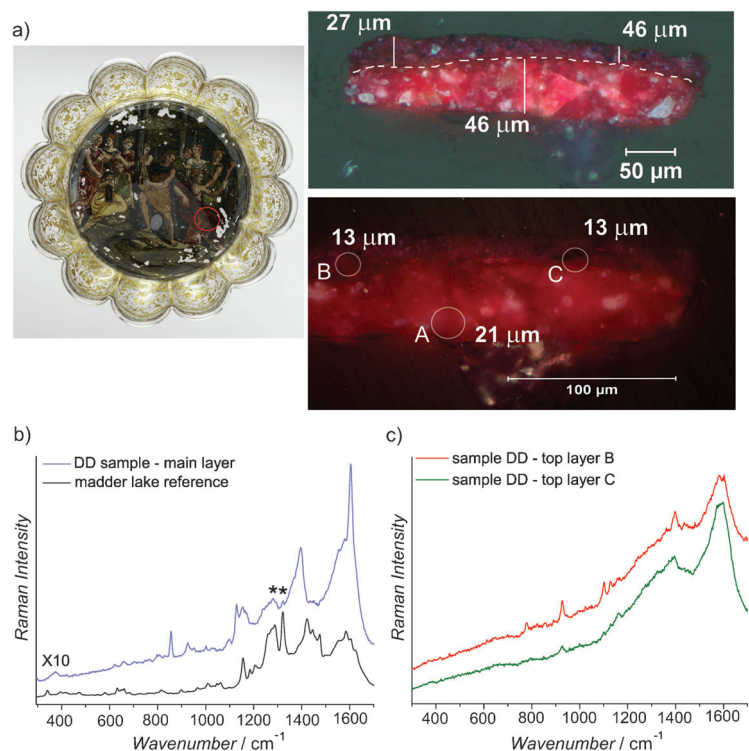 a)
27 µm
46 µm
46 µm
50 µm
13 µm
13 µm
B
C
A
21 µm
100 µm
b)
DD sample - main layer
madder lake reference
**
X10
Raman Intensity
400 600 800 1000 1200 1400 1600
Wavenumber / cm-1
c)
sample DD - top layer B
sample DD - top layer C
Raman Intensity
400 600 800 1000 1200 1400 1600
Wavenumber / cm-1